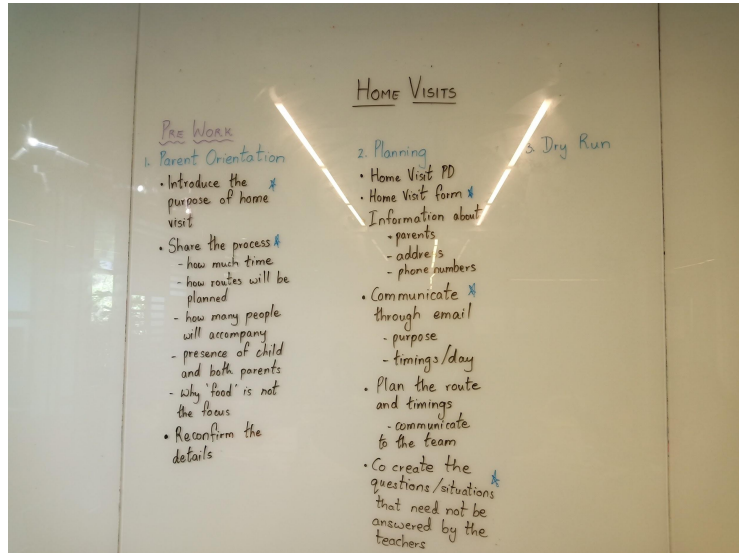 HOME VISITS
PRE WORK
1. Parent Orientation
• Introduce the *
purpose of home
visit
• Share the process *
- how much time
- how routes will be
planned
- how many people
will accompany
- presence of child
and both parents
- why 'food' is not
the focus
• Reconfirm the
details
2. Planning
• Home Visit PD
• Home Visit form *
Information about
• parents
- address
- phone numbers
• Communicate *
through email
- purpose
- timings/day
• Plan the route
and timings
- communicate
to the team
• Co create the
questions/situations *
that need not be
answered by the
teachers
3. Dry Run